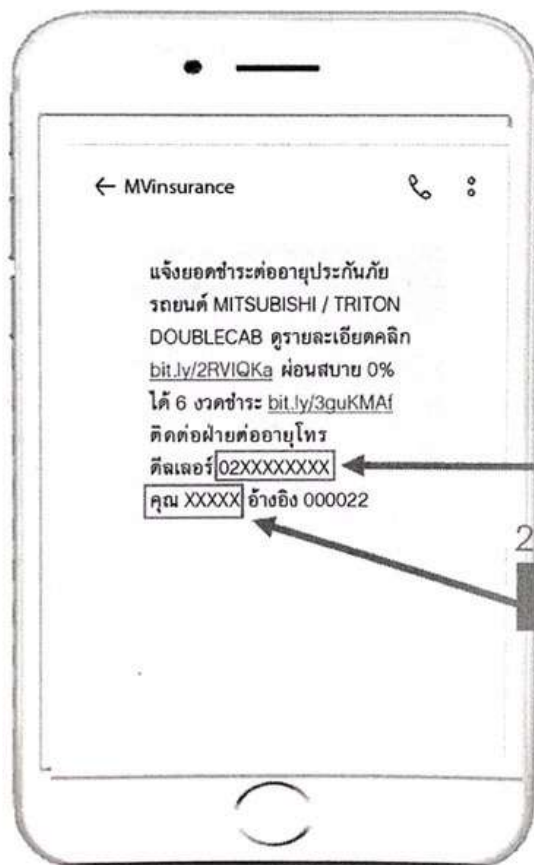 ← MVinsurance
แจ้งยอดชำระต่ออายุประกันภัย
รถยนต์ MITSUBISHI / TRITON
DOUBLECAB ดูรายละเอียดคลิก
bit.ly/2RVIQKa ผ่อนสบาย 0%
ได้ 6 งวดชำระ bit.ly/3guKMAf
ติดต่อฝ่ายต่ออายุโทร
ดีลเลอร์ 02XXXXXXXX
คุณ XXXXX อ้างอิง 000022
2